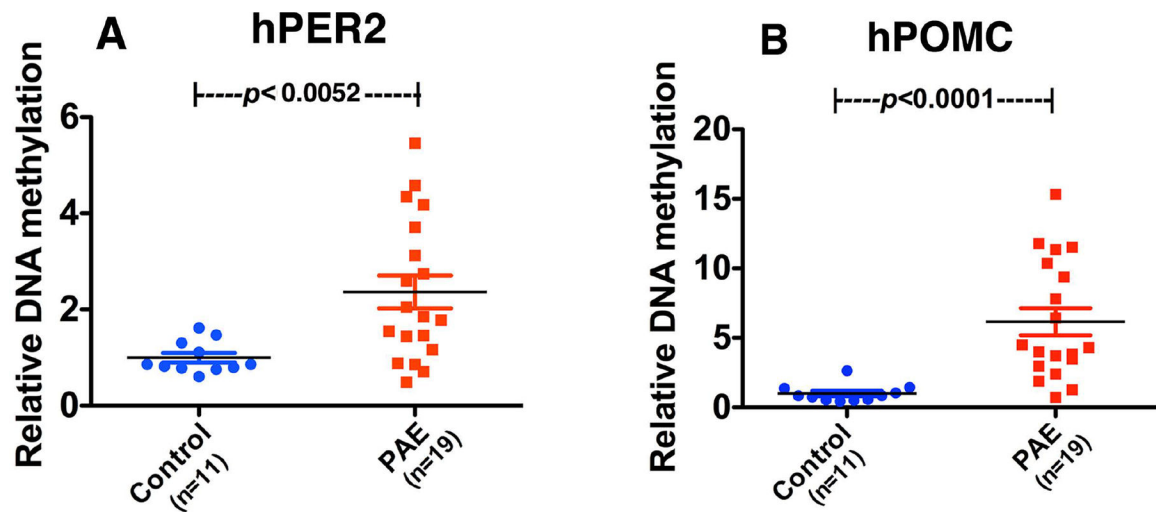 A hPER2
p< 0.0052
Relative DNA methylation
6
4
2
0
Control
(n=11)
PAE
(n=19)
B hPOMC
p<0.0001
Relative DNA methylation
20
15
10
5
0
Control
(n=11)
PAE
(n=19)